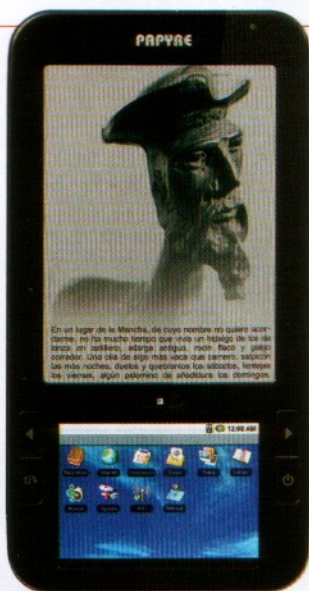 PAPYRE
En un lugar de la Mancha, de cuyo nombre no quiero acor-
darme, no ha mucho tiempo que vivía un hidalgo de los de
lanza en astillero, adarga antigua, rocín flaco y galgo
corredor. Una olla de algo más vaca que carnero, salpicón
las más noches, duelos y quebrantos los sábados, lentejas
los viernes, algún palomino de añadidura los domingos,
12:08 AM
Internet